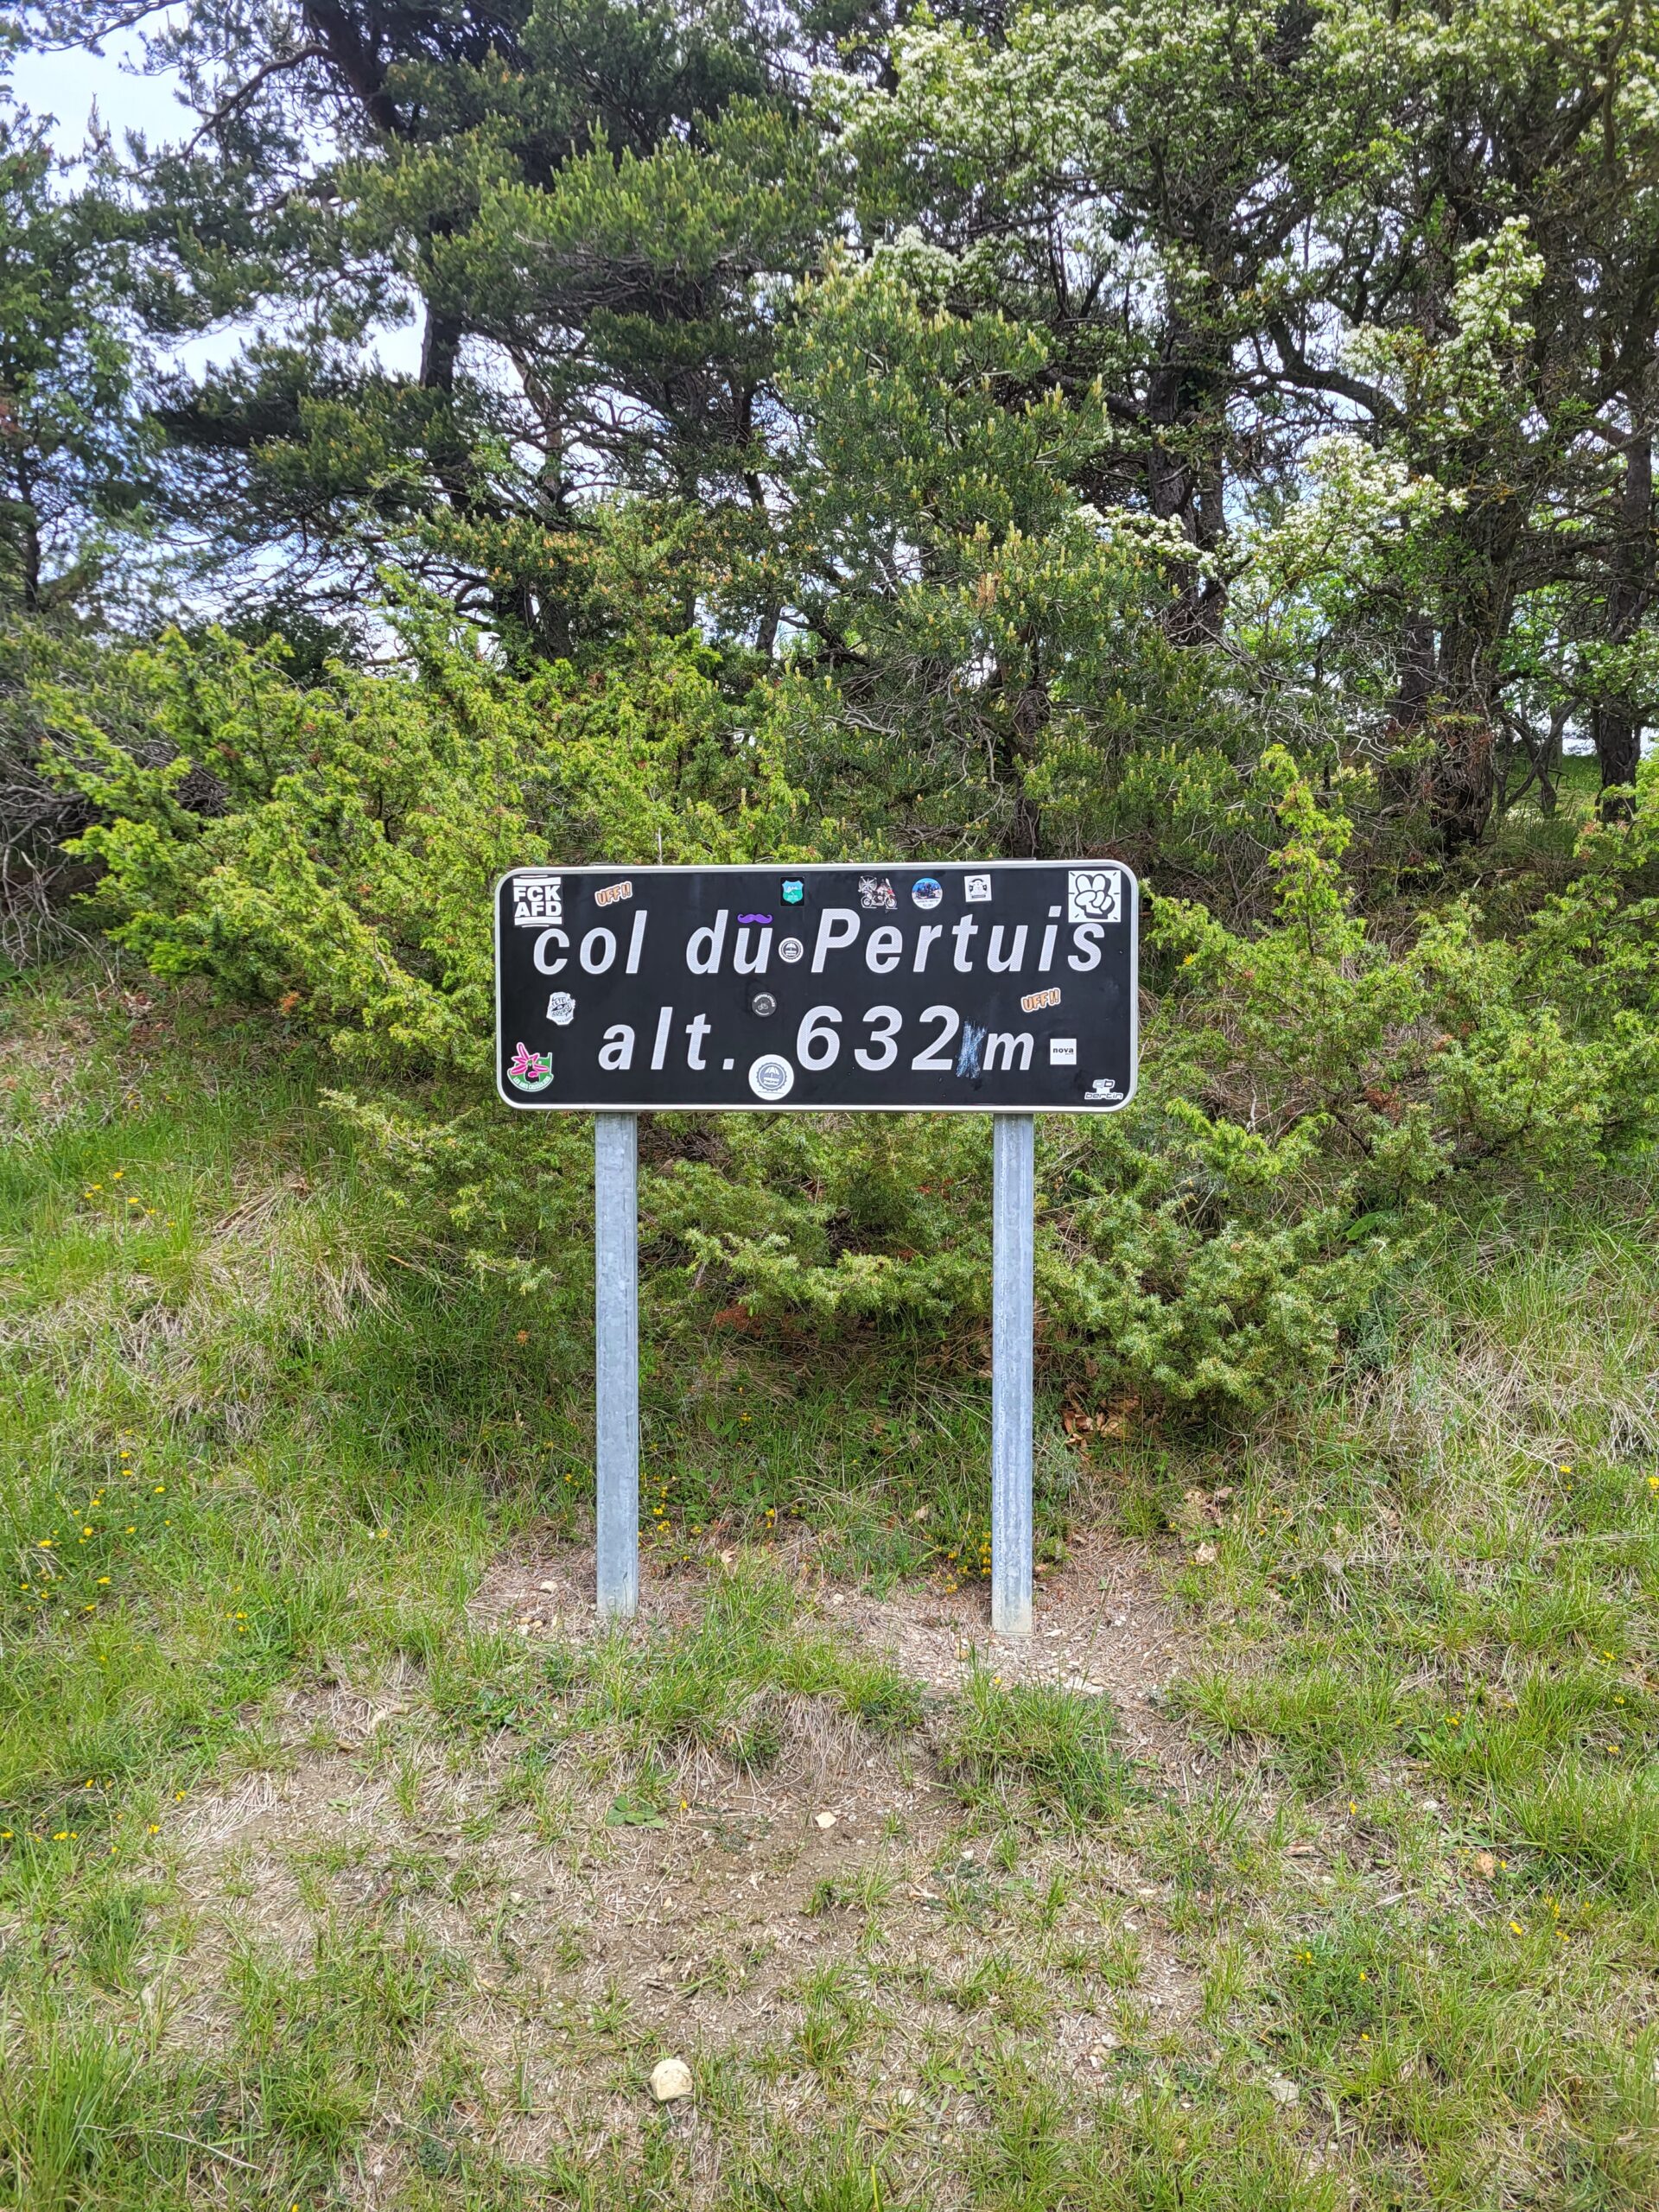 FCK
AFD
UFF!!
col du Pertuis
UFF!!
alt. 632 m
nova
bertin